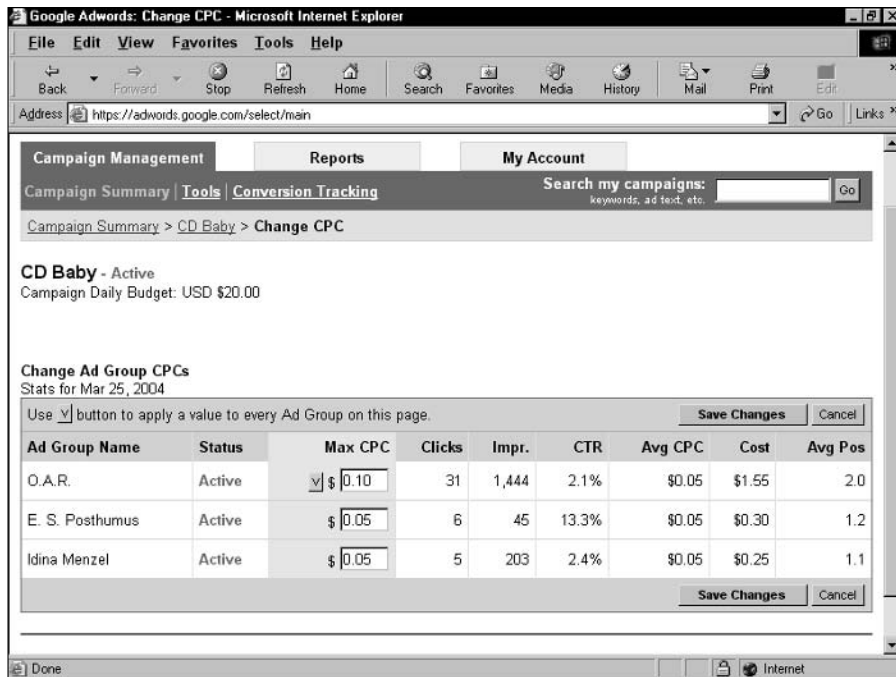 Google Adwords: Change CPC - Microsoft Internet Explorer
File Edit View Favorites Tools Help
Back Forward Stop Refresh Home Search Favorites Media History Mail Print Edit
Address https://adwords.google.com/select/main Go Links
Campaign Management Reports My Account
Campaign Summary | Tools | Conversion Tracking Search my campaigns: Go
keywords, ad text, etc.
Campaign Summary > CD Baby > Change CPC
CD Baby - Active
Campaign Daily Budget: USD $20.00
Change Ad Group CPCs
Stats for Mar 25, 2004
Use v button to apply a value to every Ad Group on this page. Save Changes Cancel
Ad Group Name Status Max CPC Clicks Impr. CTR Avg CPC Cost Avg Pos
O.A.R. Active v $ 0.10 31 1,444 2.1% $0.05 $1.55 2.0
E. S. Posthumus Active $ 0.05 6 45 13.3% $0.05 $0.30 1.2
Idina Menzel Active $ 0.05 5 203 2.4% $0.05 $0.25 1.1
Save Changes Cancel
Done Internet